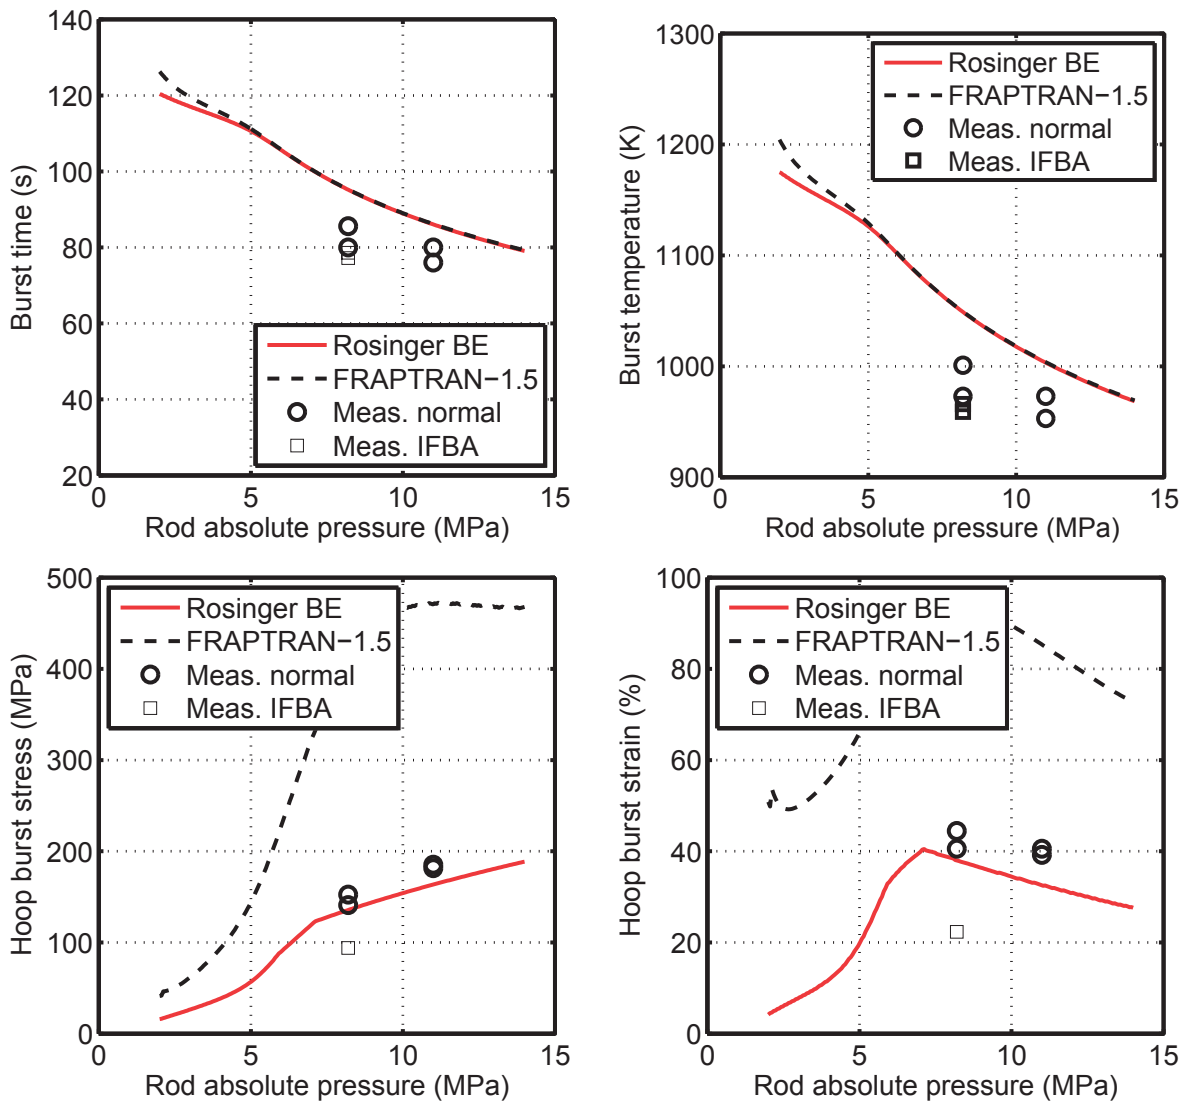 140
120
100
80
60
40
20
0
5
10
15
Burst time (s)
Rod absolute pressure (MPa)
Rosinger BE
FRAPTRAN−1.5
Meas. normal
Meas. IFBA
1300
1200
1100
1000
900
0
5
10
15
Burst temperature (K)
Rod absolute pressure (MPa)
Rosinger BE
FRAPTRAN−1.5
Meas. normal
Meas. IFBA
500
400
300
200
100
0
0
5
10
15
Hoop burst stress (MPa)
Rod absolute pressure (MPa)
Rosinger BE
FRAPTRAN−1.5
Meas. normal
Meas. IFBA
100
80
60
40
20
0
0
5
10
15
Hoop burst strain (%)
Rod absolute pressure (MPa)
Rosinger BE
FRAPTRAN−1.5
Meas. normal
Meas. IFBA